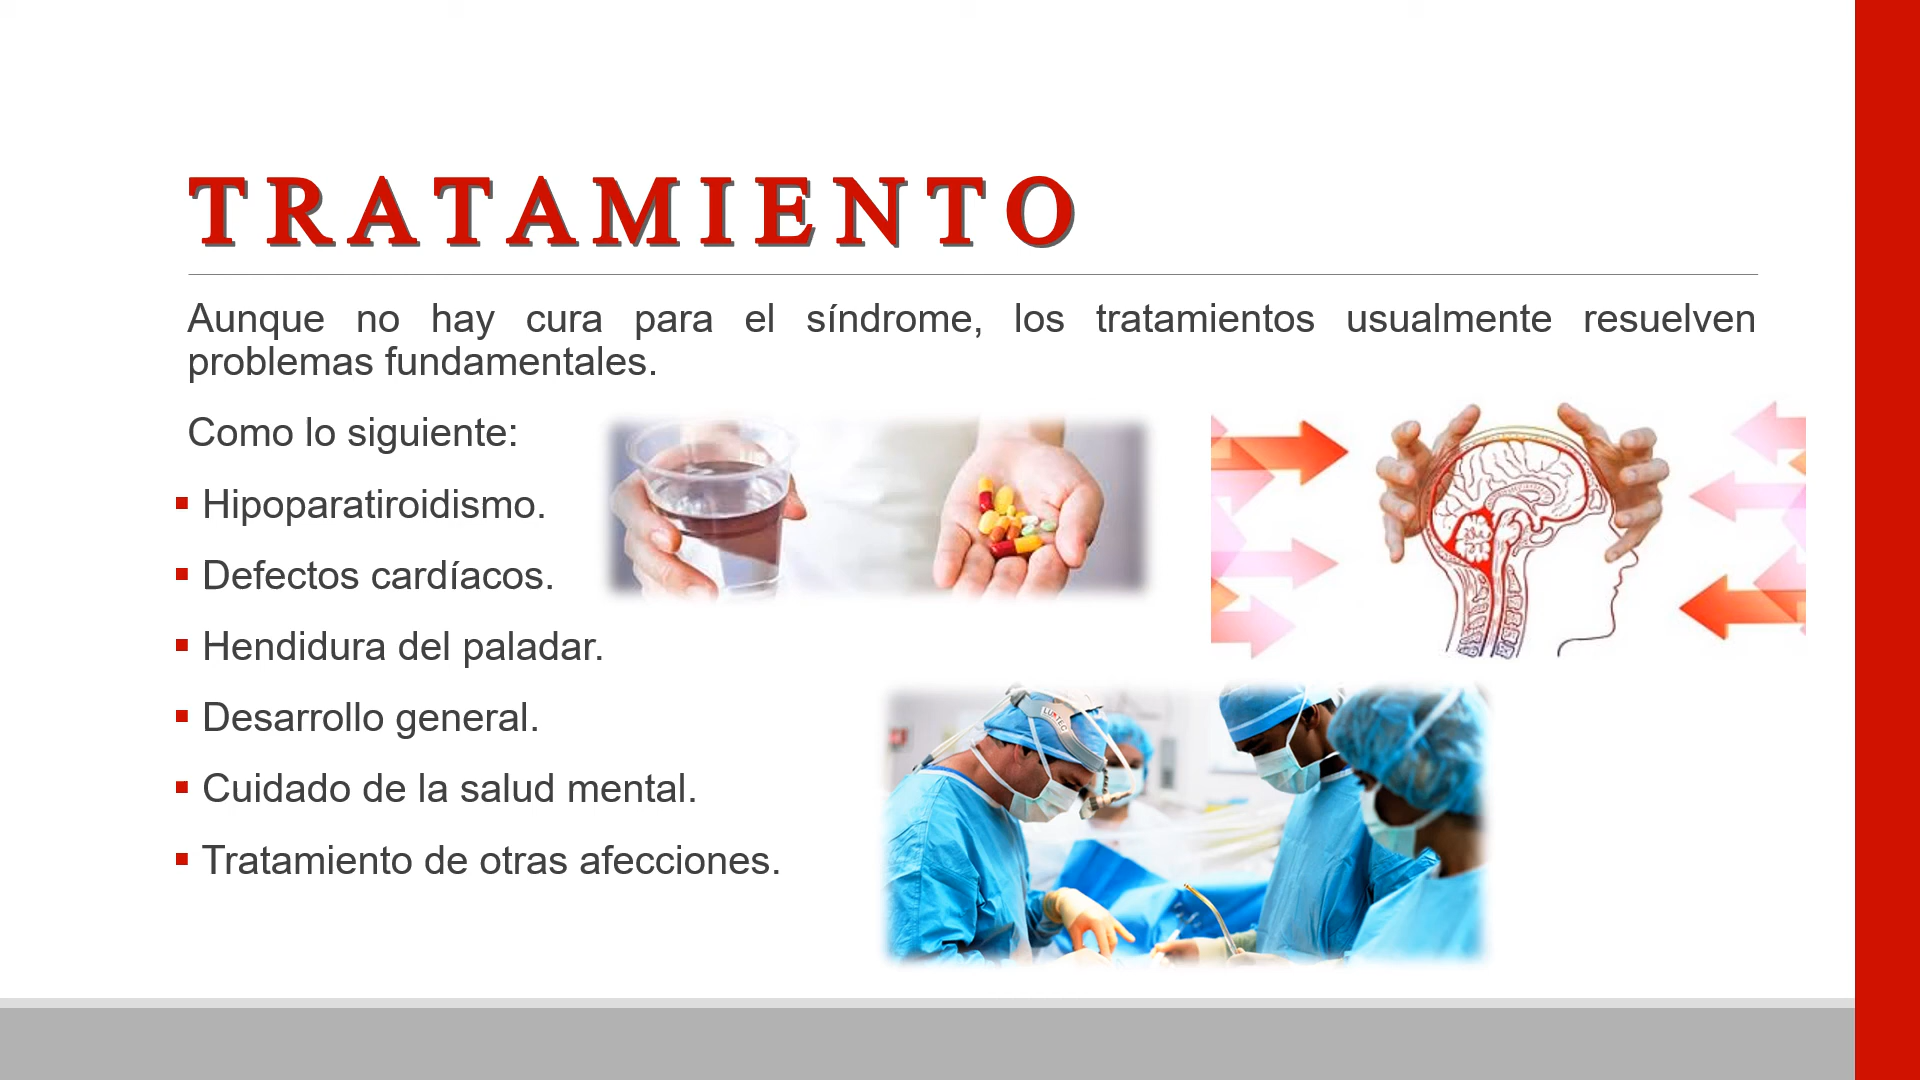 TRATAMIENTO
Aunque no hay cura para el síndrome, los tratamientos usualmente resuelven
problemas fundamentales.
Como lo siguiente:
▪ Hipoparatiroidismo.
▪ Defectos cardíacos.
▪ Hendidura del paladar.
▪ Desarrollo general.
▪ Cuidado de la salud mental.
▪ Tratamiento de otras afecciones.